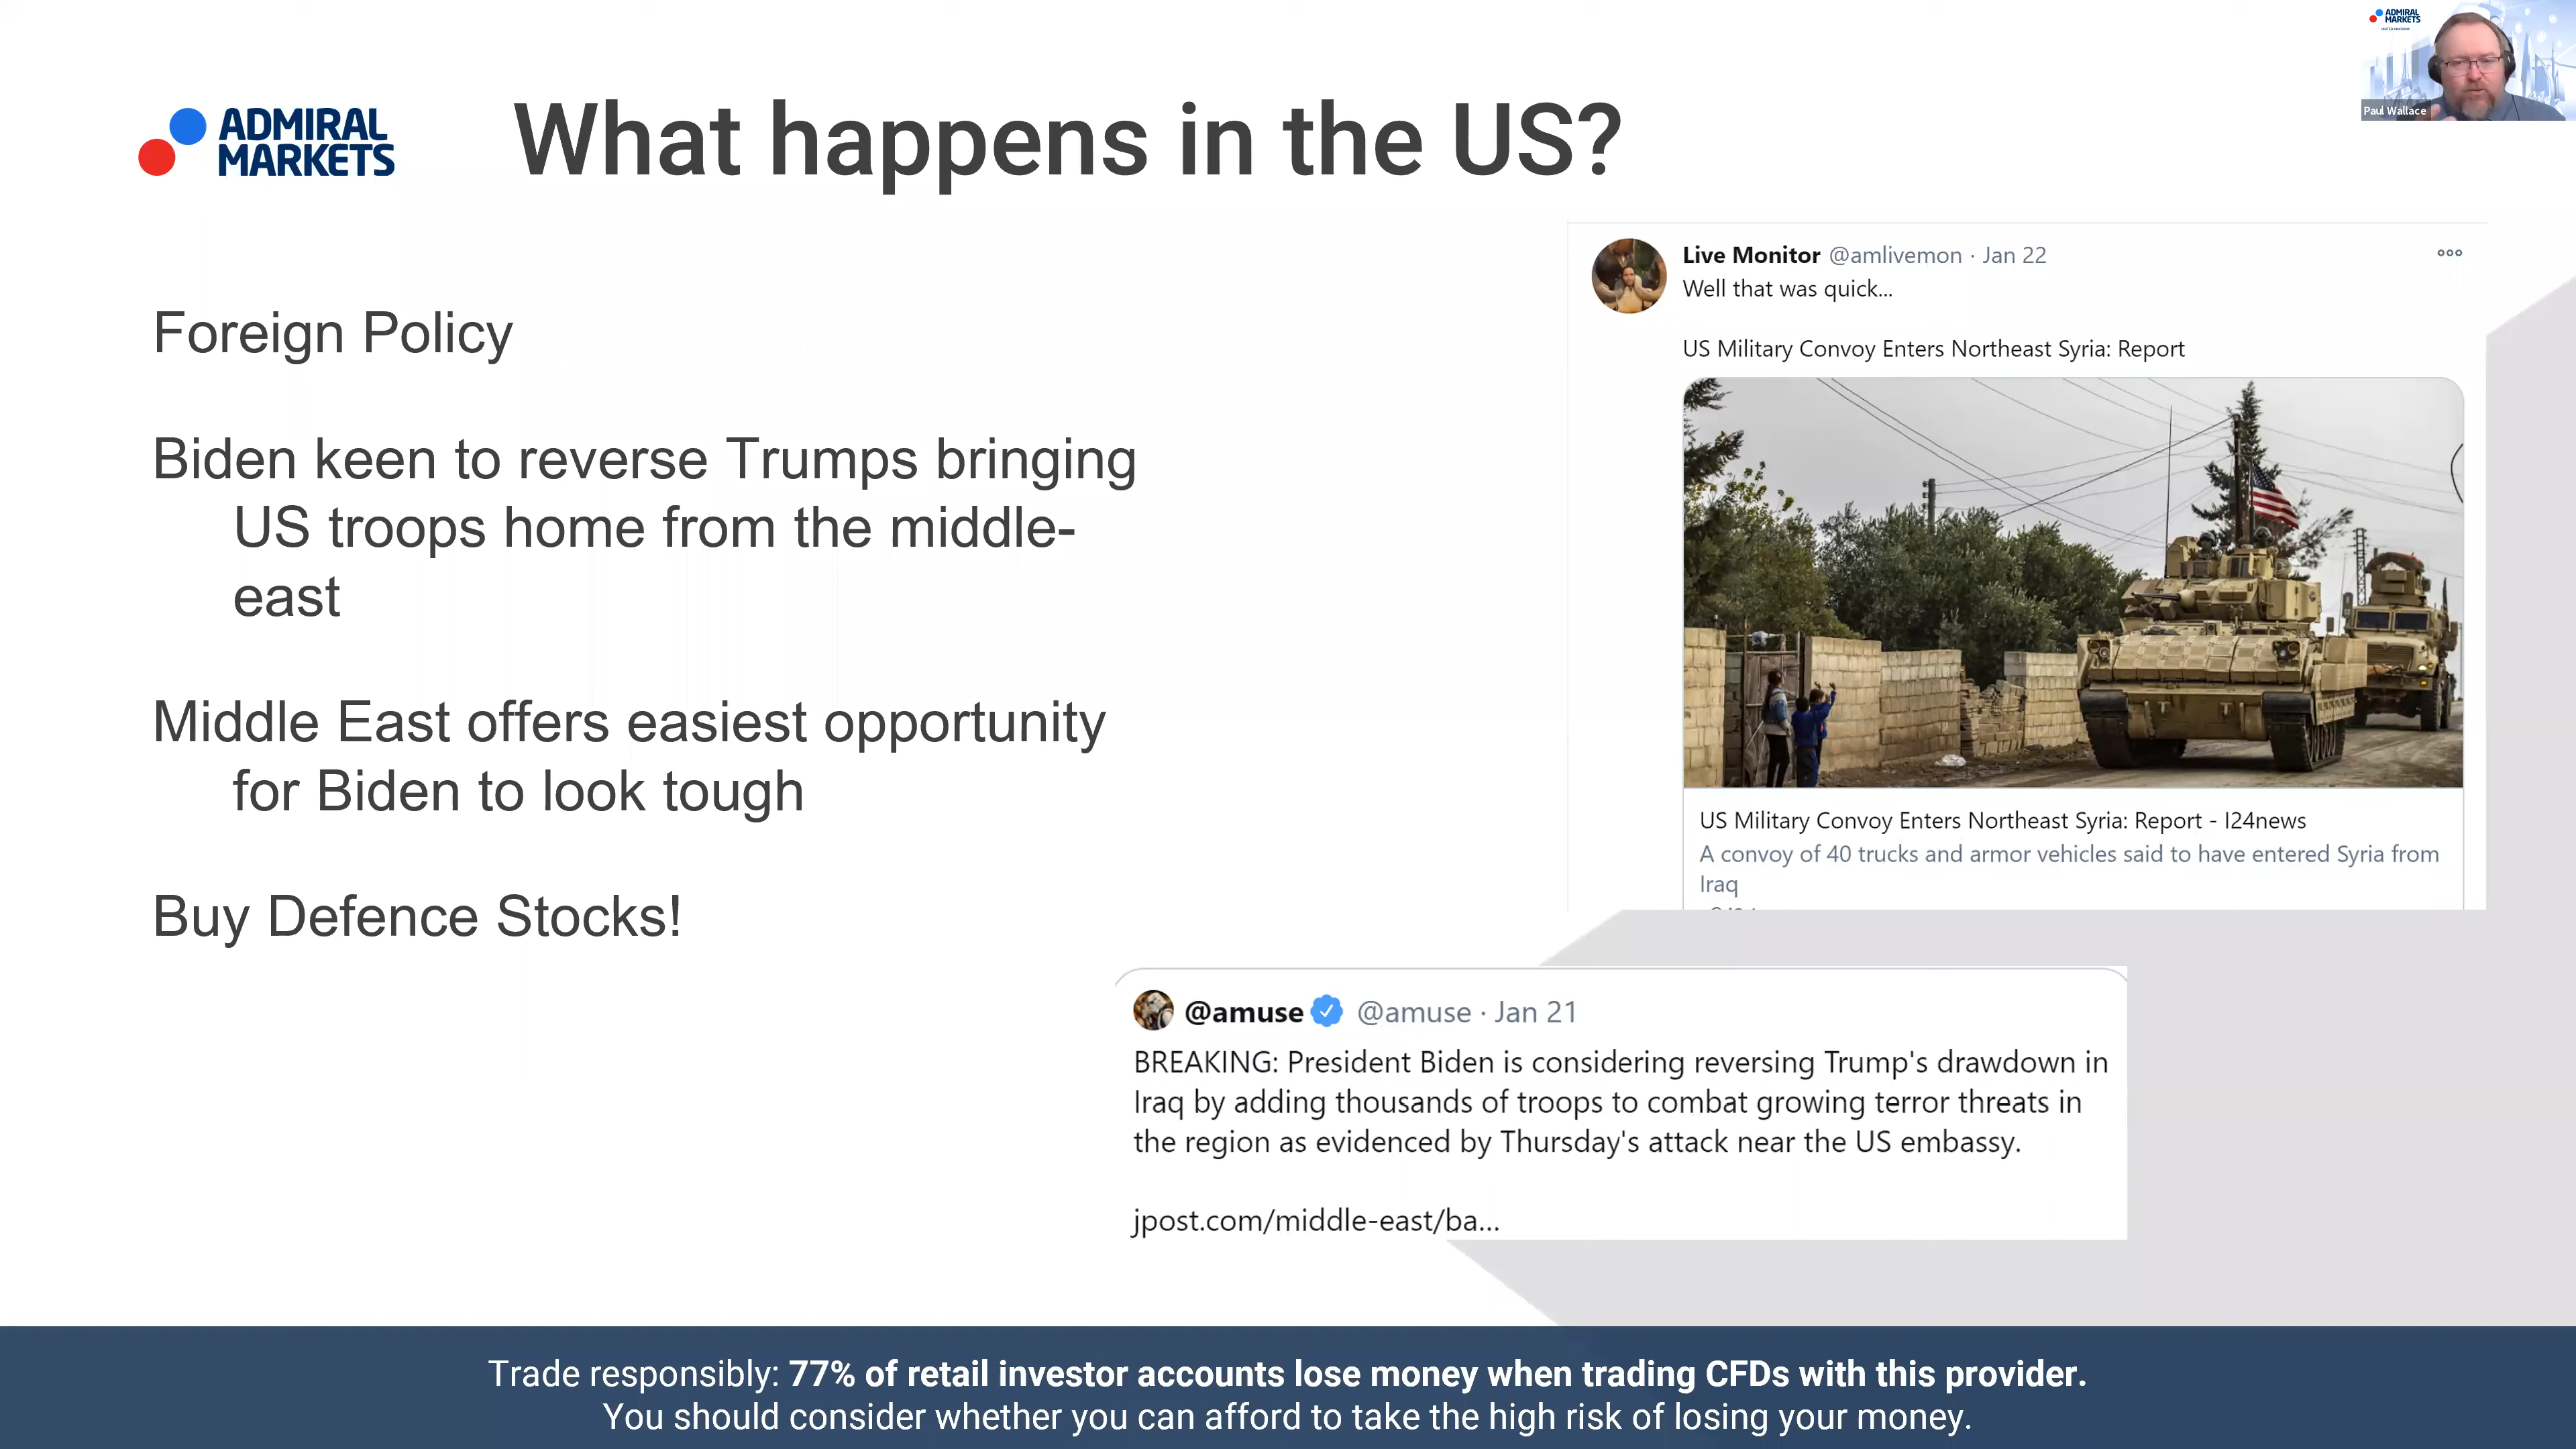 ADMIRAL
MARKETS
What happens in the US?
ADMIRAL
MARKETS
Paul Wallace
Foreign Policy
Biden keen to reverse Trumps bringing
US troops home from the middle-
east
Middle East offers easiest opportunity
for Biden to look tough
Buy Defence Stocks!
Live Monitor @amlivemon · Jan 22
Well that was quick...
US Military Convoy Enters Northeast Syria: Report
US Military Convoy Enters Northeast Syria: Report - I24news
A convoy of 40 trucks and armor vehicles said to have entered Syria from
Iraq
@amuse @amuse · Jan 21
BREAKING: President Biden is considering reversing Trump's drawdown in
Iraq by adding thousands of troops to combat growing terror threats in
the region as evidenced by Thursday's attack near the US embassy.
jpost.com/middle-east/ba...
Trade responsibly: 77% of retail investor accounts lose money when trading CFDs with this provider.
You should consider whether you can afford to take the high risk of losing your money.